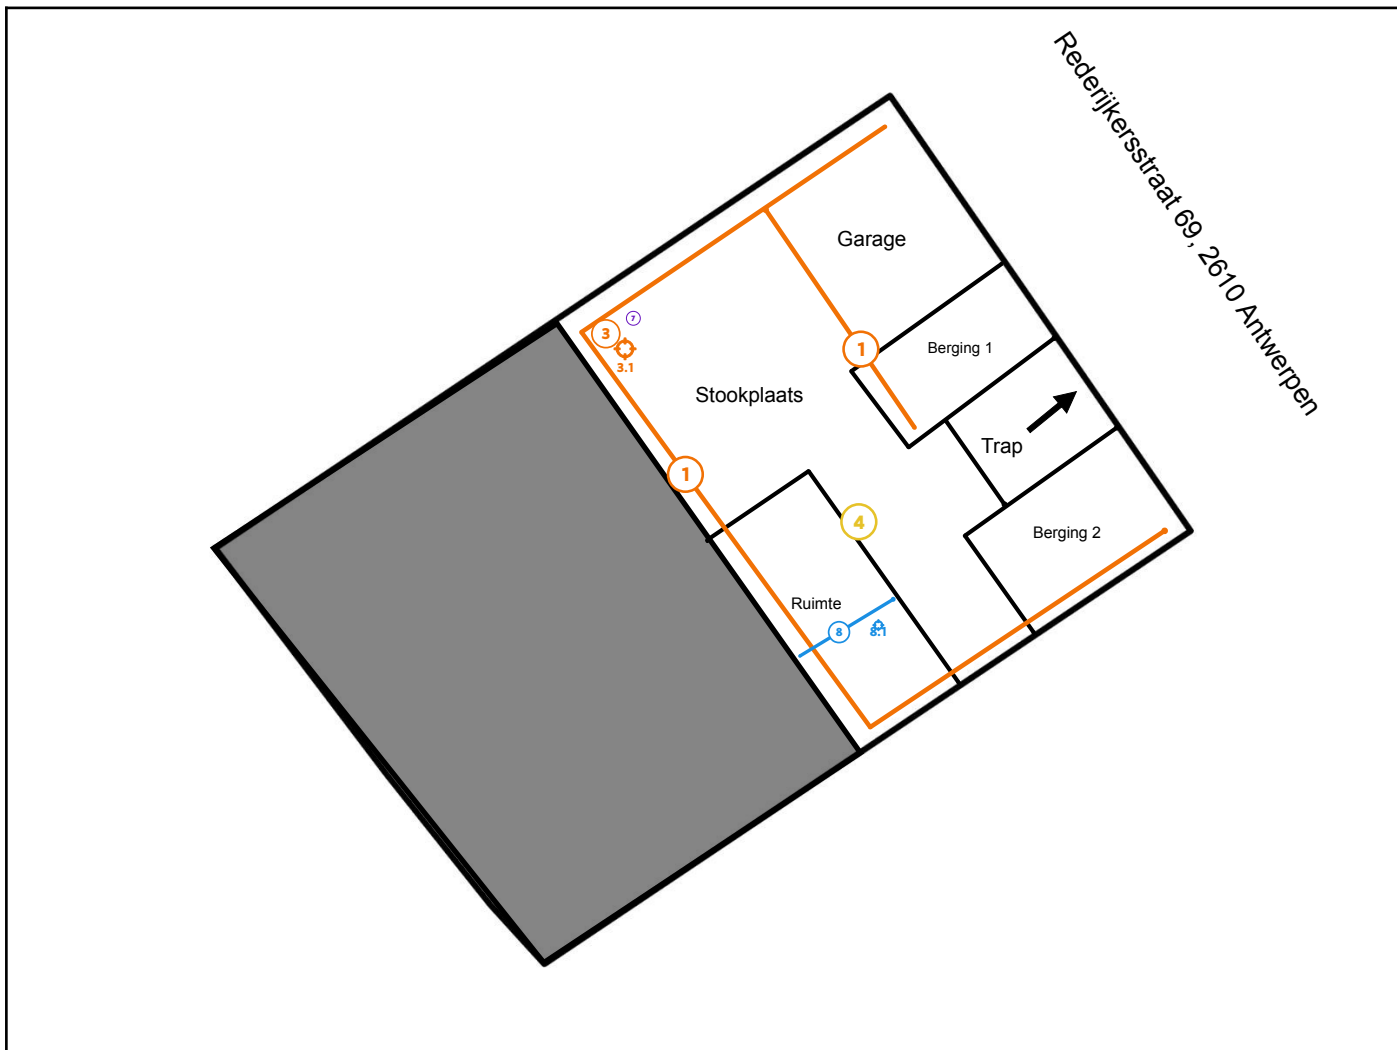 Rederijkersstraat 69, 2610 Antwerpen
Garage
7
3
3.1
1
Berging 1
Stookplaats
Trap
1
4
Berging 2
Ruimte
8
8.1